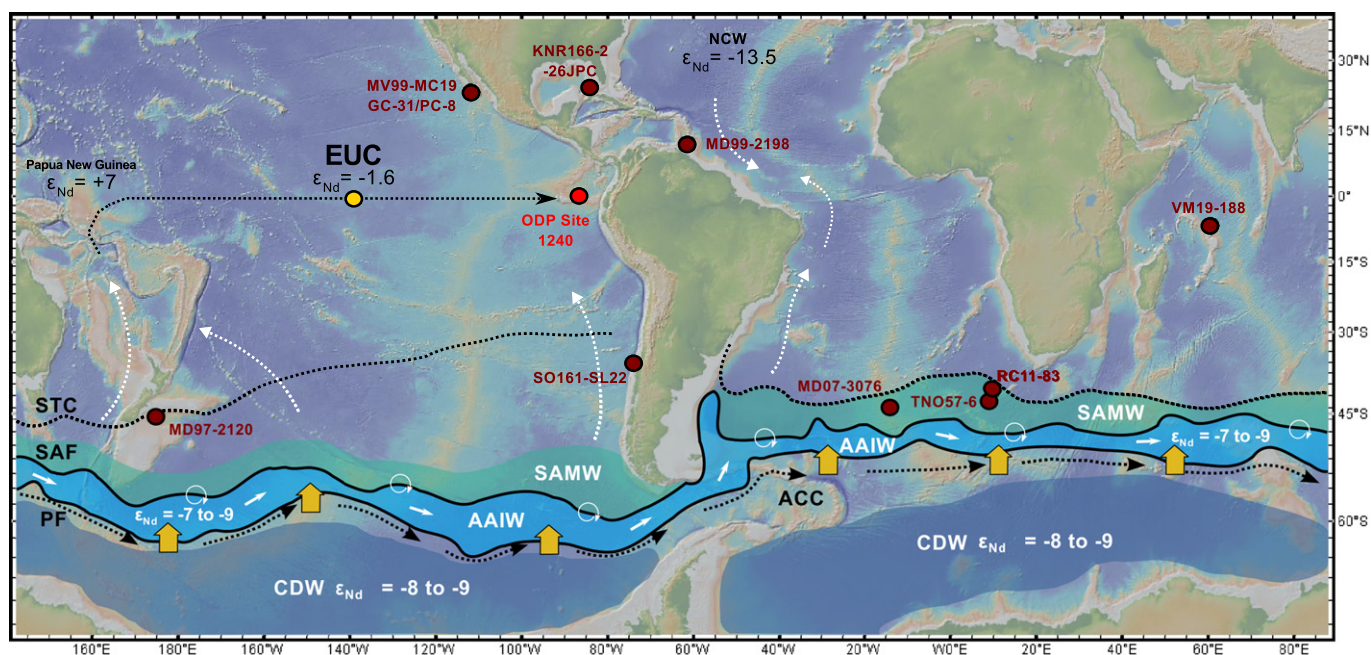 NCW
εNd = -13.5
KNR166-2
-26JPC
MV99-MC19
GC-31/PC-8
30°N
15°N
MD99-2198
Papua New Guinea
εNd = +7
EUC
εNd = -1.6
ODP Site
1240
0°
VM19-188
15°S
30°S
SO161-SL22
MD07-3076
RC11-83
TNO57-6
STC
MD97-2120
SAMW
45°S
SAF
SAMW
AAIW
εNd = -7 to -9
PF
εNd = -7 to -9
AAIW
ACC
60°S
CDW εNd = -8 to -9
CDW εNd = -8 to -9
160°E
180°
160°W
140°W
120°W
100°W
80°W
60°W
40°W
20°W
W0°E
20°E
40°E
60°E
80°E